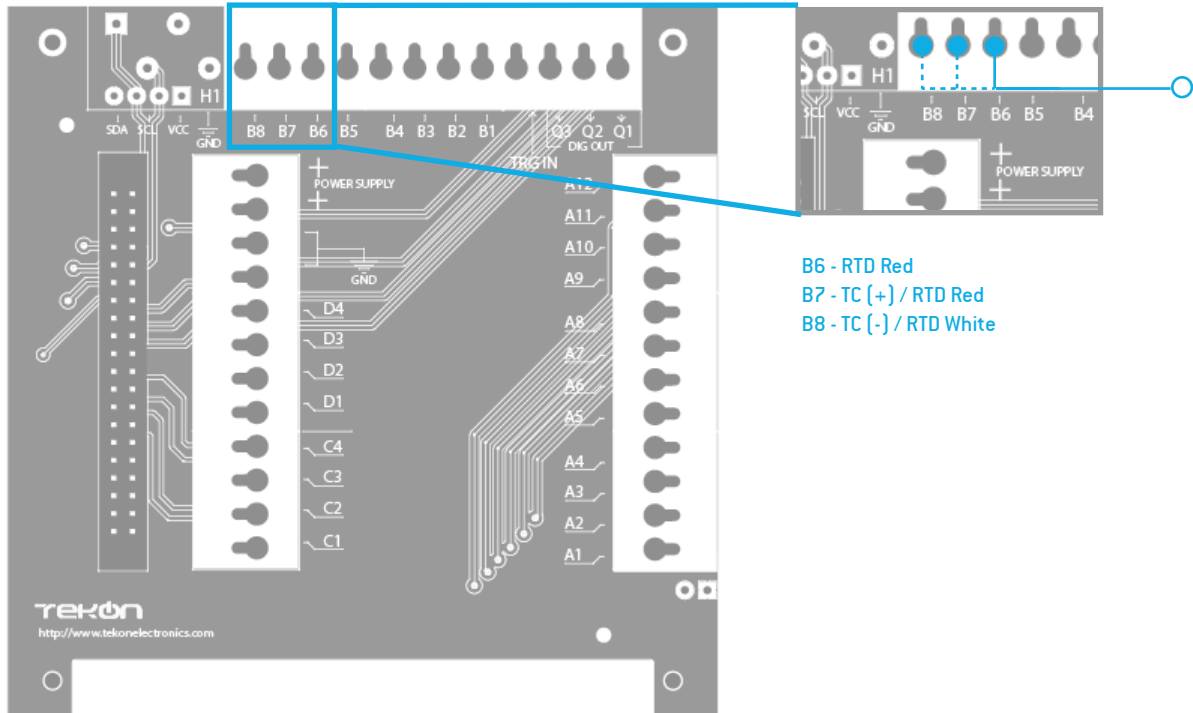 H1
SDA SCL VCC GND B8 B7 B6 B5 B4 B3 B2 B1 Q3 Q2 Q1
DIG OUT
TRG IN
+
POWER SUPPLY
+
GND
D4
D3
D2
D1
C4
C3
C2
C1
A12
A11
A10
A9
A8
A7
A6
A5
A4
A3
A2
A1
TEKON
http://www.tekonelectronics.com
H1
SCL VCC GND B8 B7 B6 B5 B4
+
POWER SUPPLY
+
B6 - RTD Red
B7 - TC (+) / RTD Red
B8 - TC (-) / RTD White